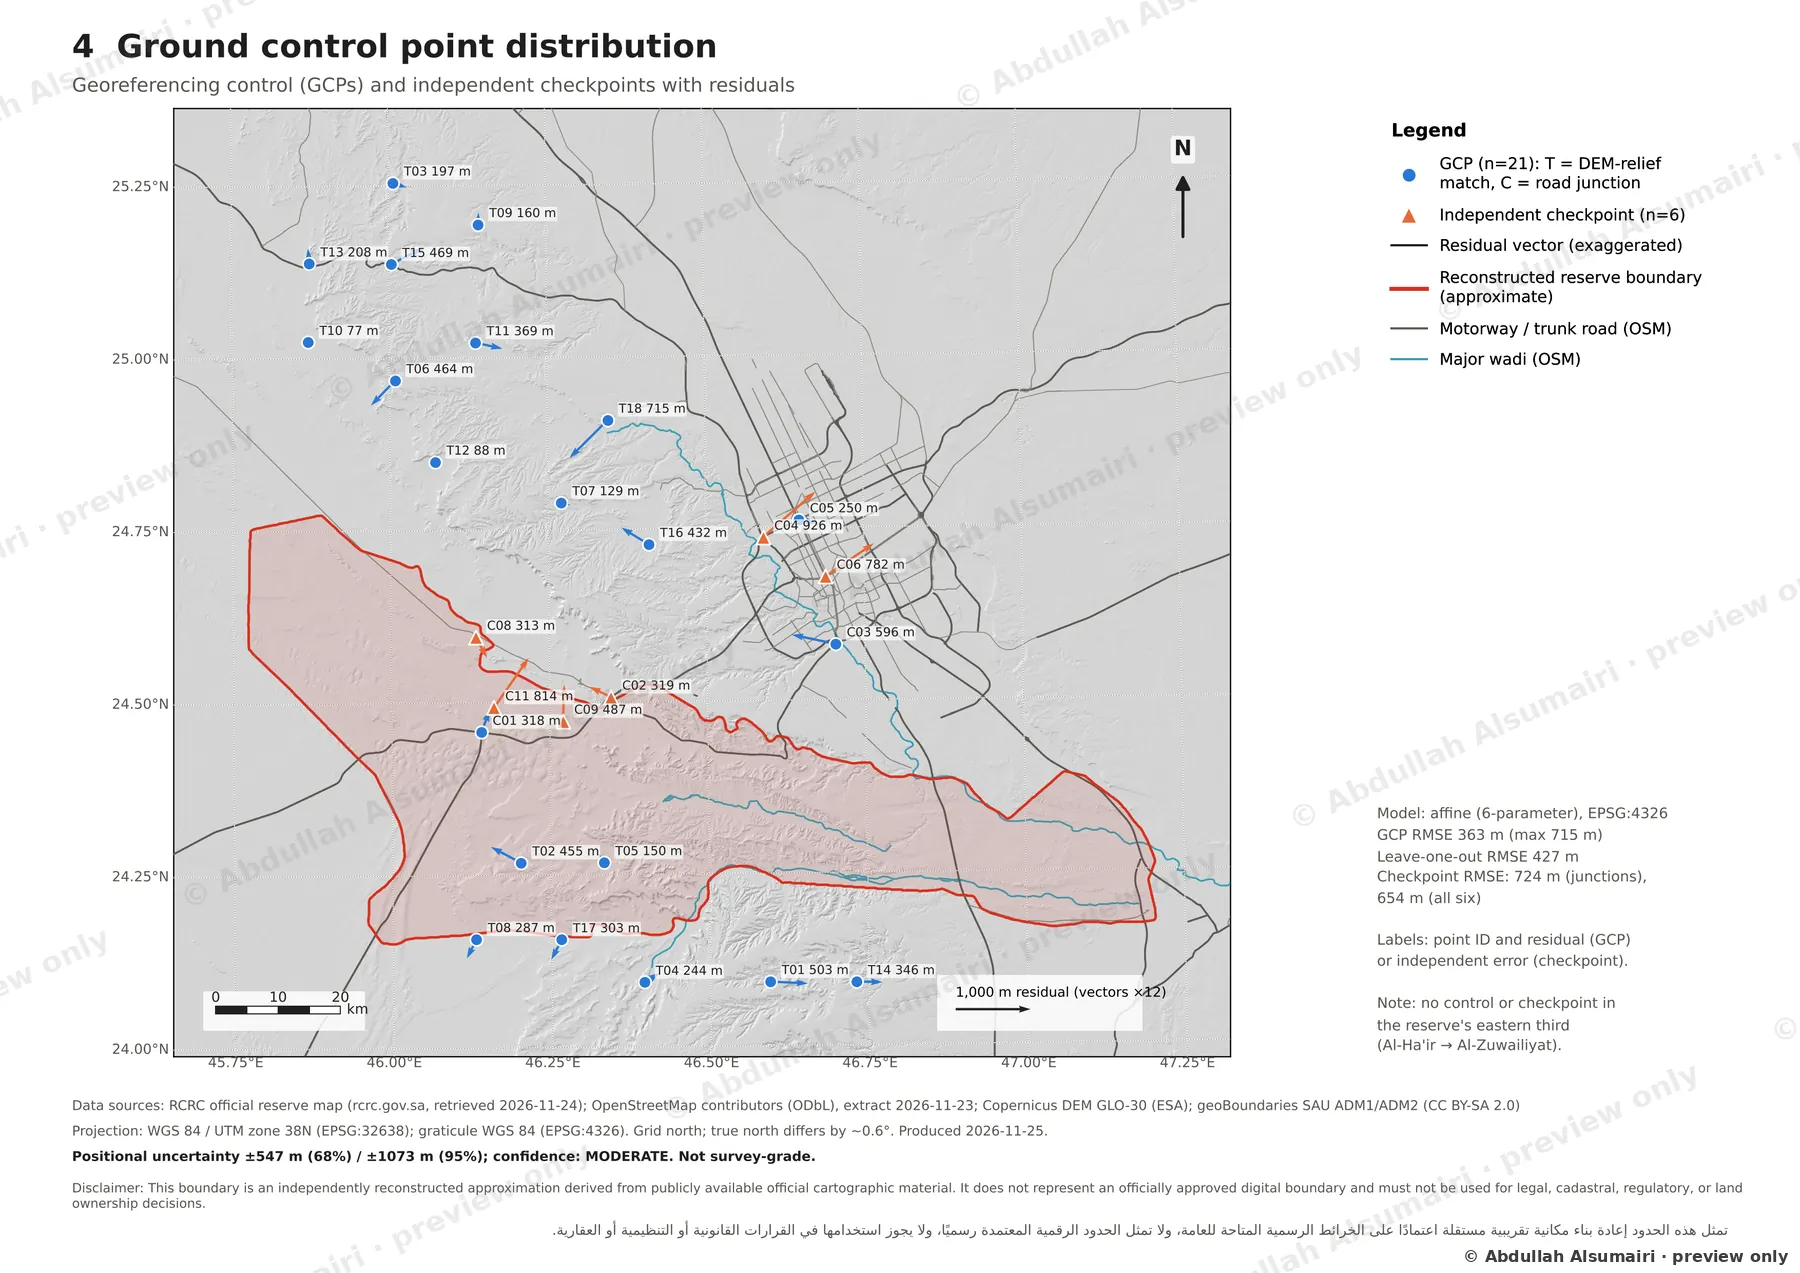 4 Ground control point distribution
Georeferencing control (GCPs) and independent checkpoints with residuals
N
25.25°N
25.00°N
24.75°N
24.50°N
24.25°N
24.00°N
T03 197 m
T09 160 m
T13 208 m
T15 469 m
T10 77 m
T11 369 m
T06 464 m
T18 715 m
T12 88 m
T07 129 m
T16 432 m
C05 250 m
C04 926 m
C06 782 m
C08 313 m
C03 596 m
C02 319 m
C11 814 m
C09 487 m
C01 318 m
T02 455 m
T05 150 m
T08 287 m
T17 303 m
T04 244 m
T01 503 m
T14 346 m
0 10 20
km
1,000 m residual (vectors ×12)
45.75°E 46.00°E 46.25°E 46.50°E 46.75°E 47.00°E 47.25°E
Legend
GCP (n=21): T = DEM-relief
match, C = road junction
Independent checkpoint (n=6)
Residual vector (exaggerated)
Reconstructed reserve boundary
(approximate)
Motorway / trunk road (OSM)
Major wadi (OSM)
Model: affine (6-parameter), EPSG:4326
GCP RMSE 363 m (max 715 m)
Leave-one-out RMSE 427 m
Checkpoint RMSE: 724 m (junctions),
654 m (all six)
Labels: point ID and residual (GCP)
or independent error (checkpoint).
Note: no control or checkpoint in
the reserve's eastern third
(Al-Ha'ir → Al-Zuwailiyat).
Data sources: RCRC official reserve map (rcrc.gov.sa, retrieved 2026-11-24); OpenStreetMap contributors (ODbL), extract 2026-11-23; Copernicus DEM GLO-30 (ESA); geoBoundaries SAU ADM1/ADM2 (CC BY-SA 2.0)
Projection: WGS 84 / UTM zone 38N (EPSG:32638); graticule WGS 84 (EPSG:4326). Grid north; true north differs by ~0.6°. Produced 2026-11-25.
Positional uncertainty ±547 m (68%) / ±1073 m (95%); confidence: MODERATE. Not survey-grade.
Disclaimer: This boundary is an independently reconstructed approximation derived from publicly available official cartographic material. It does not represent an officially approved digital boundary and must not be used for legal, cadastral, regulatory, or land
ownership decisions.
تمثل هذه الحدود إعادة بناء مكانية تقريبية مستقلة اعتمادًا على الخرائط الرسمية المتاحة للعامة، ولا تمثل الحدود الرقمية المعتمدة رسميًا، ولا يجوز استخدامها في القرارات القانونية أو التنظيمية أو العقارية.
© Abdullah Alsumairi · preview only